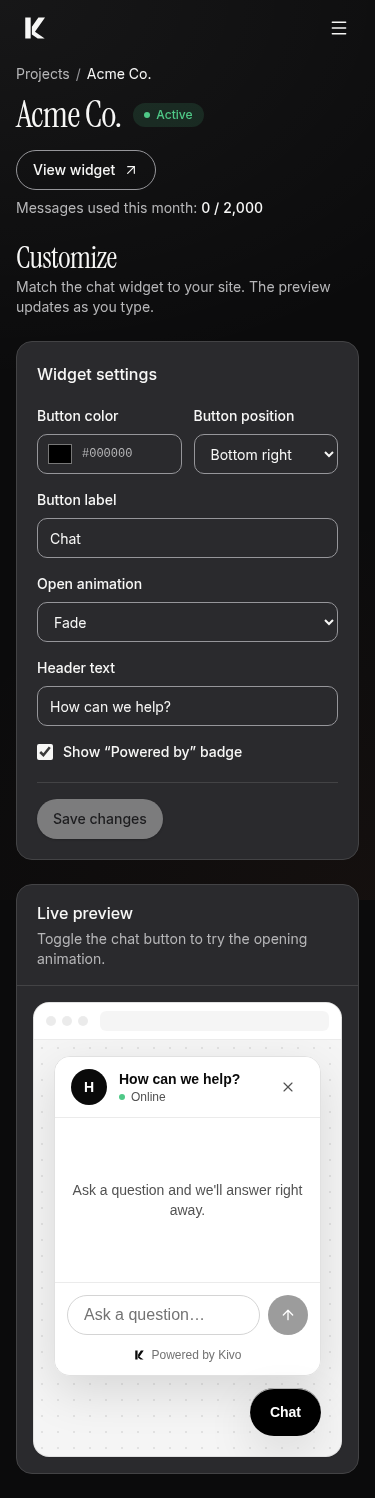 Projects / Acme Co.
Acme Co.
Active
View widget
Messages used this month: 0 / 2,000
Customize
Match the chat widget to your site. The preview
updates as you type.
Widget settings
Button color
Button position
#000000
Bottom right
Button label
Chat
Open animation
Fade
Header text
How can we help?
Show “Powered by” badge
Save changes
Live preview
Toggle the chat button to try the opening
animation.
H
How can we help?
Online
Ask a question and we'll answer right
away.
Ask a question…
Powered by Kivo
Chat